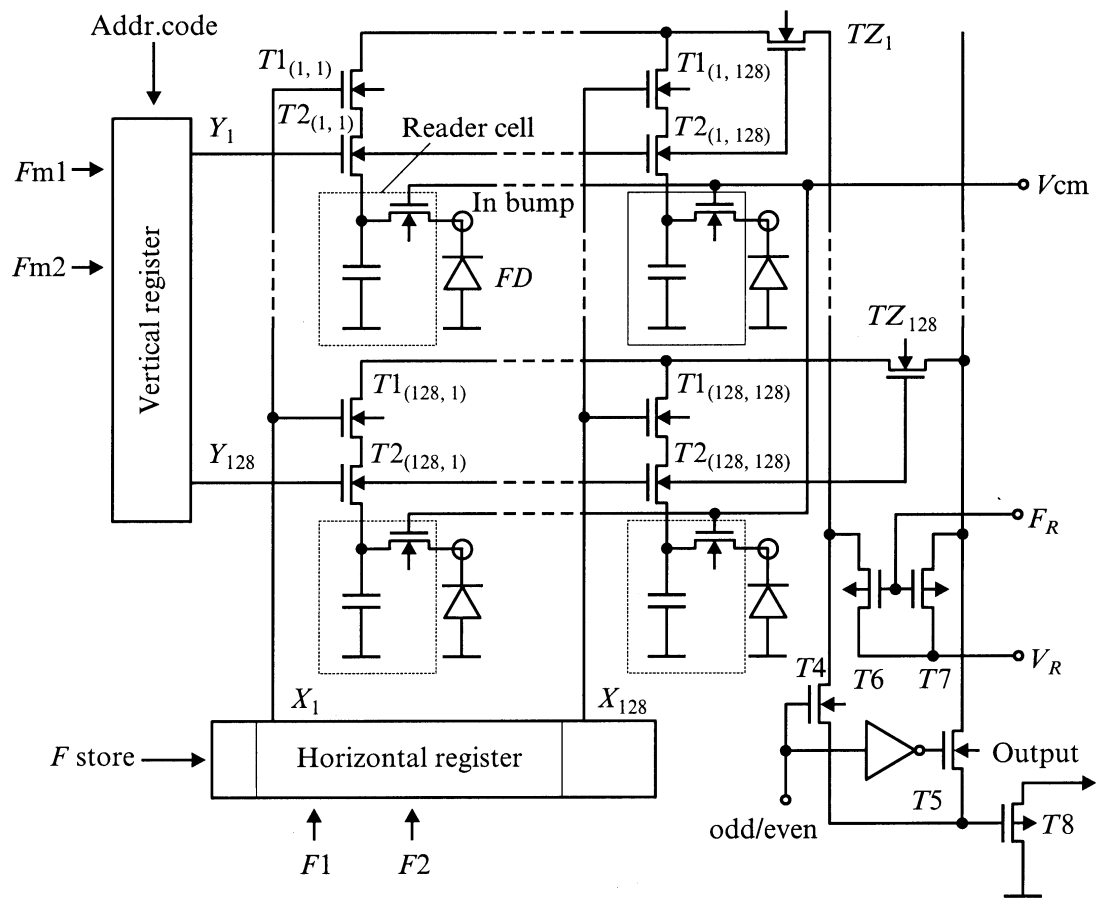 Addr.code
TZ1
T1(1, 1)
T1(1, 128)
T2(1, 1)
T2(1, 128)
Y1
Reader cell
Fm1
In bump
Vcm
Fm2
FD
Vertical register
TZ128
T1(128, 1)
T1(128, 128)
Y128
T2(128, 1)
T2(128, 128)
FR
VR
T4
T6
T7
X1
X128
F store
Horizontal register
Output
T5
odd/even
T8
F1
F2